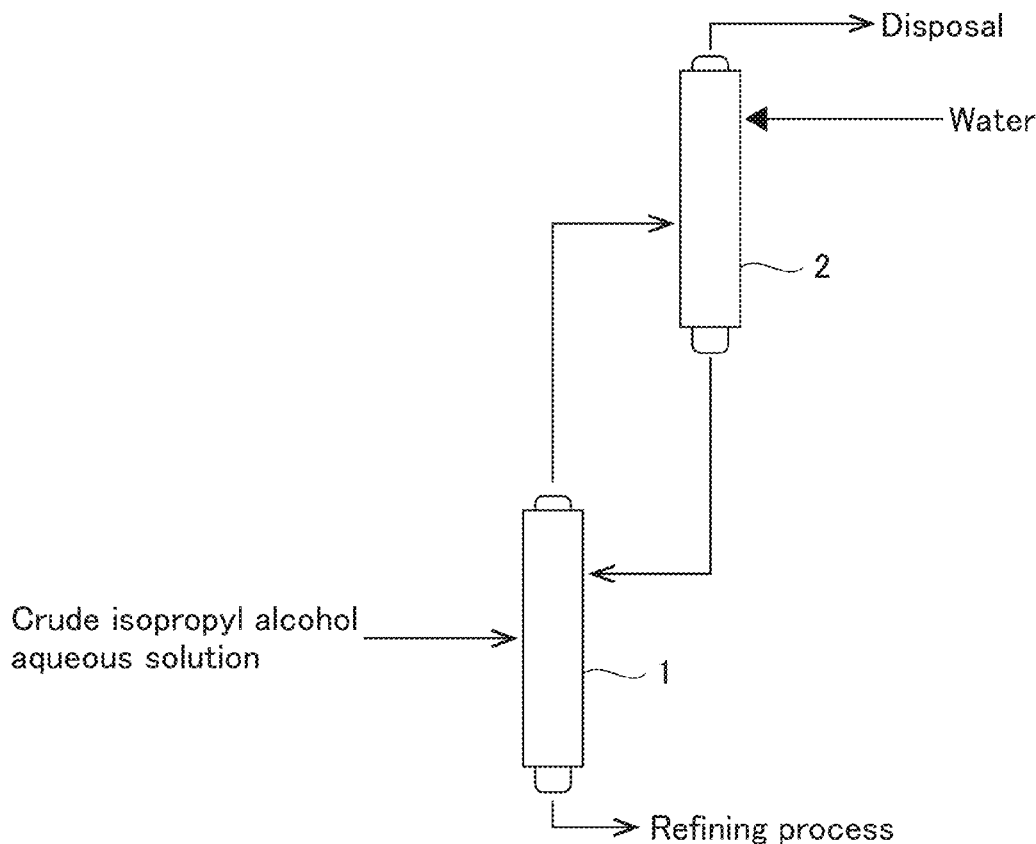 Disposal
Water
2
Crude isopropyl alcohol
aqueous solution
1
Refining process